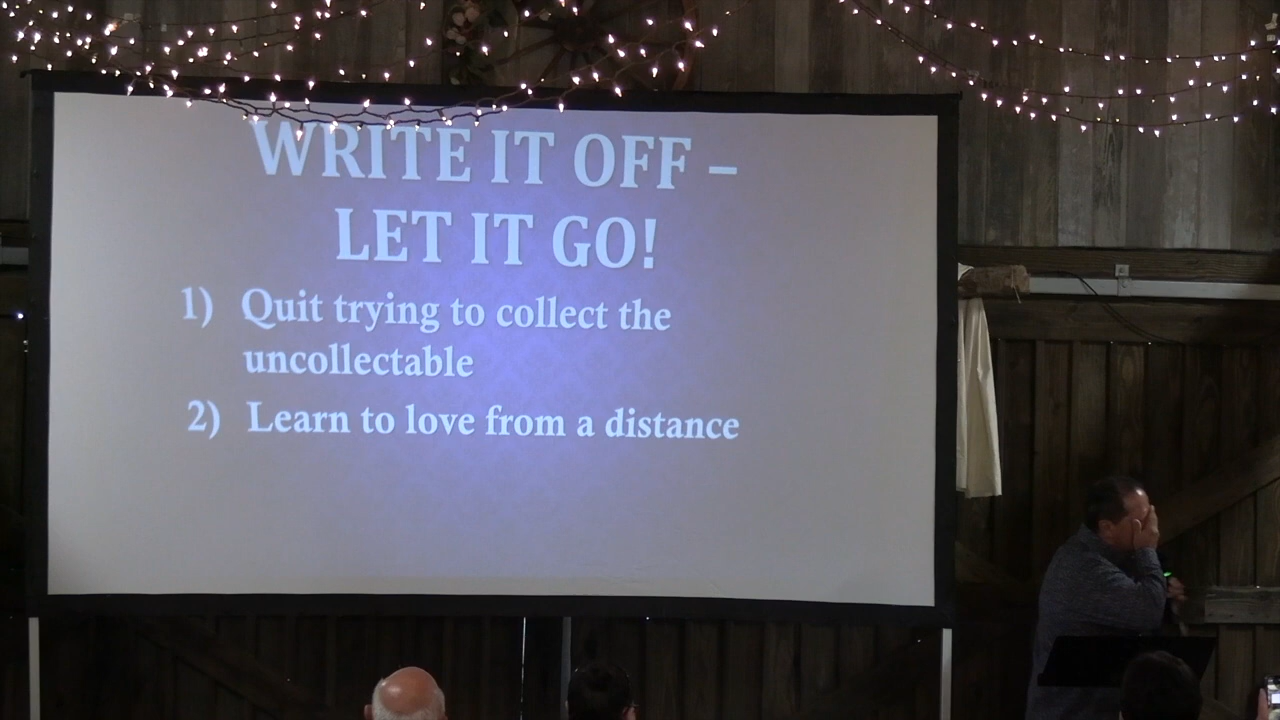 WRITE IT OFF –
LET IT GO!
1) Quit trying to collect the
uncollectable
2) Learn to love from a distance